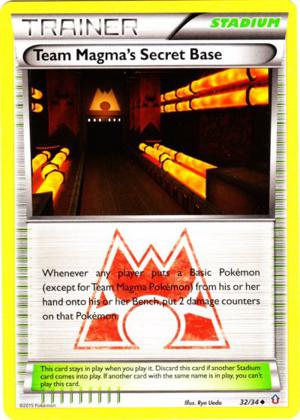 TRAINER STADIUM
Team Magma's Secret Base
Whenever any player puts a Basic Pokémon
(except for Team Magma Pokémon) from his or her
hand onto his or her Bench, put 2 damage counters
on that Pokémon.
This card stays in play when you play it. Discard this card if another Stadium
card comes into play. If another card with the same name is in play, you can't
play this card.
©2015 Pokémon Illus. Ryo Ueda 32/34